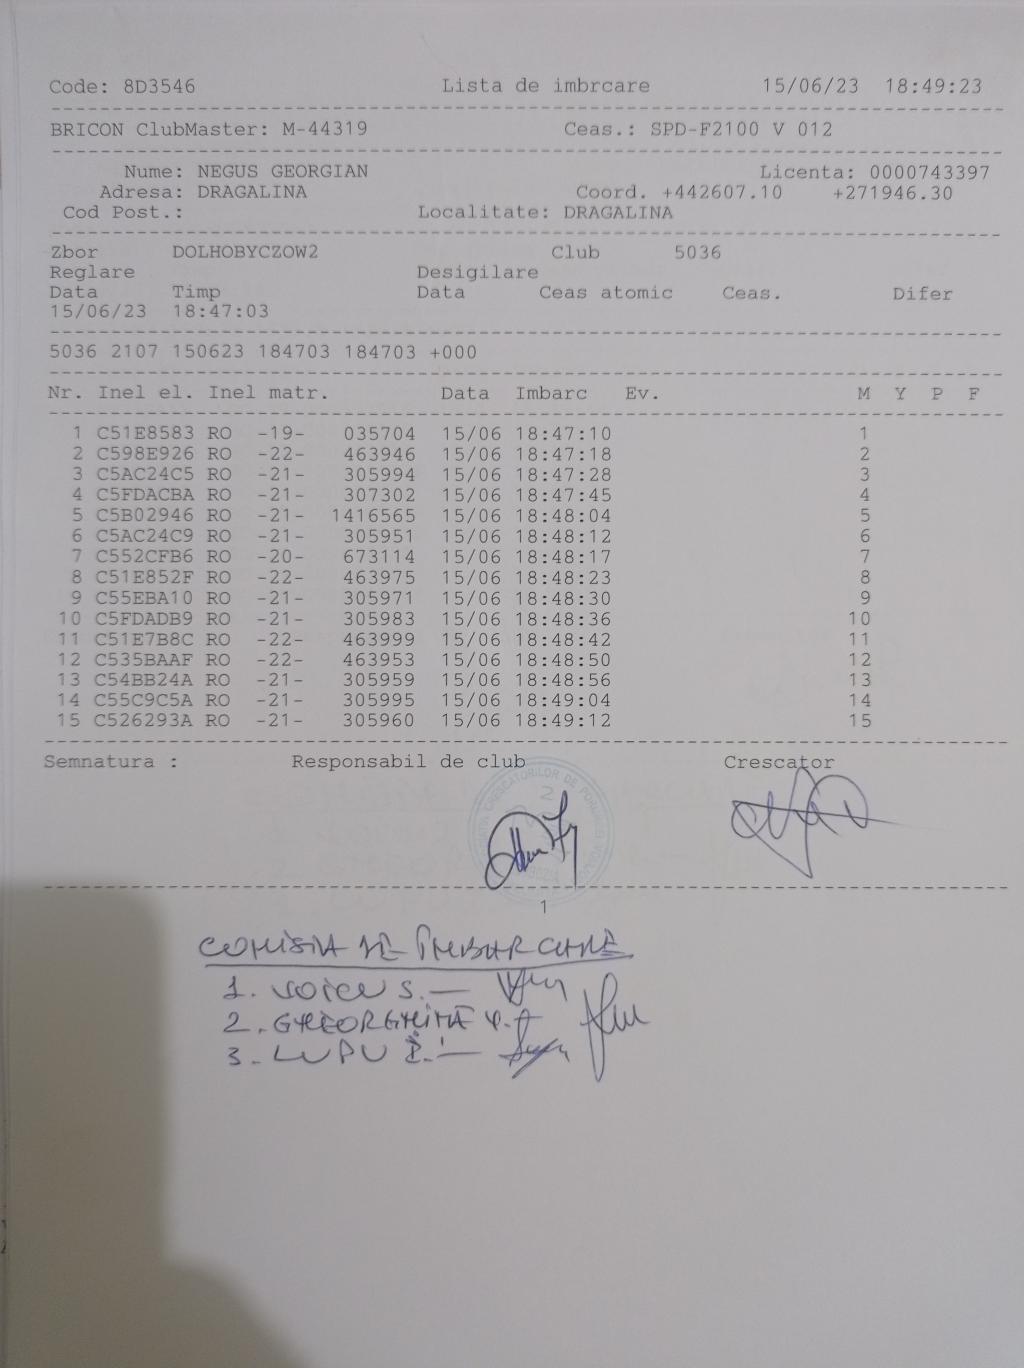 Code: 8D3546 Lista de imbrcare 15/06/23 18:49:23
BRICON ClubMaster: M-44319 Ceas.: SPD-F2100 V 012
Nume: NEGUS GEORGIAN Licenta: 0000743397
Adresa: DRAGALINA Coord. +442607.10 +271946.30
Cod Post.: Localitate: DRAGALINA
Zbor DOLHOBYCZOW2 Club 5036
Reglare Desigilare
Data Timp Data Ceas atomic Ceas. Difer
15/06/23 18:47:03
5036 2107 150623 184703 184703 +000
Nr. Inel el. Inel matr. Data Imbarc Ev. M Y P F
1 C51E8583 RO -19- 035704 15/06 18:47:10 1
2 C598E926 RO -22- 463946 15/06 18:47:18 2
3 C5AC24C5 RO -21- 305994 15/06 18:47:28 3
4 C5FDACBA RO -21- 307302 15/06 18:47:45 4
5 C5B02946 RO -21- 1416565 15/06 18:48:04 5
6 C5AC24C9 RO -21- 305951 15/06 18:48:12 6
7 C552CFB6 RO -20- 673114 15/06 18:48:17 7
8 C51E852F RO -22- 463975 15/06 18:48:23 8
9 C55EBA10 RO -21- 305971 15/06 18:48:30 9
10 C5FDADB9 RO -21- 305983 15/06 18:48:36 10
11 C51E7B8C RO -22- 463999 15/06 18:48:42 11
12 C535BAAF RO -22- 463953 15/06 18:48:50 12
13 C54BB24A RO -21- 305959 15/06 18:48:56 13
14 C55C9C5A RO -21- 305995 15/06 18:49:04 14
15 C526293A RO -21- 305960 15/06 18:49:12 15
Semnatura : Responsabil de club Crescator
CRESCATORILOR DE
2
1
COMISIA DE IMBARCARE
1. VOICU S. —
2. GHEORGHITA
3. LUPU —